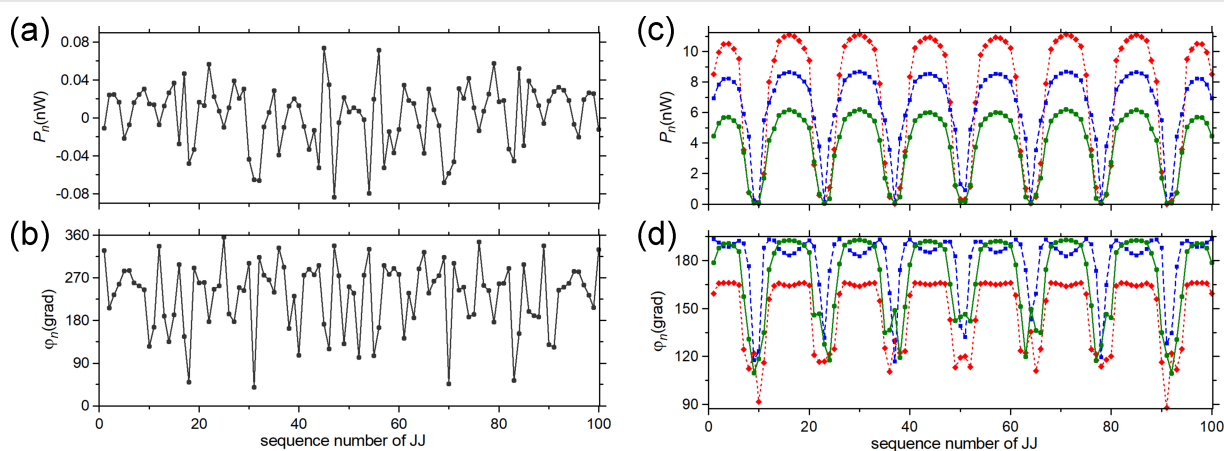 (a)
0.08
0.04
0
-0.04
-0.08
Pn(nW)
(b)
360
270
180
90
0
φn(grad)
0 20 40 60 80 100
sequence number of JJ
(c)
10
8
6
4
2
0
Pn(nW)
(d)
180
150
120
90
φn(grad)
0 20 40 60 80 100
sequence number of JJ